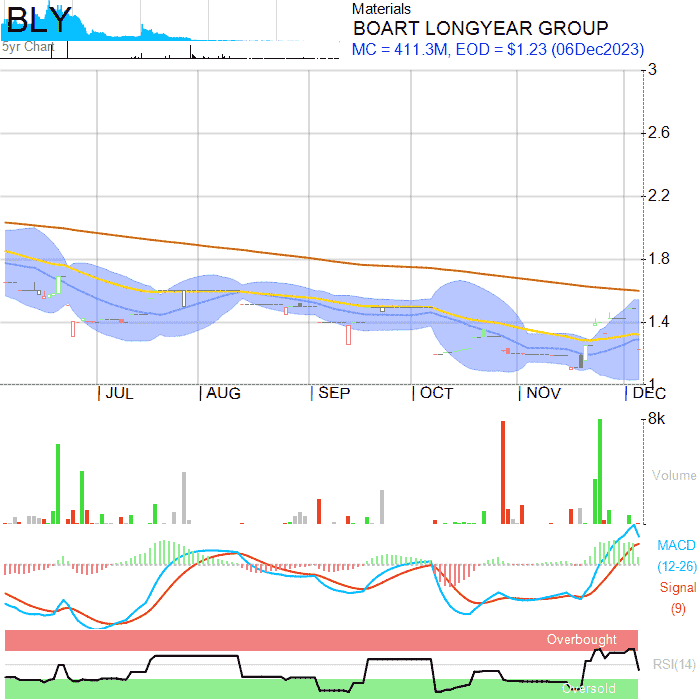 BLY
5yr Chart
Materials
BOART LONGYEAR GROUP
MC = 411.3M, EOD = $1.23 (06Dec2023)
3
2.6
2.2
1.8
1.4
1
JUL AUG SEP OCT NOV DEC
8k
Volume
MACD
(12-26)
Signal
(9)
Overbought
RSI(14)
Oversold